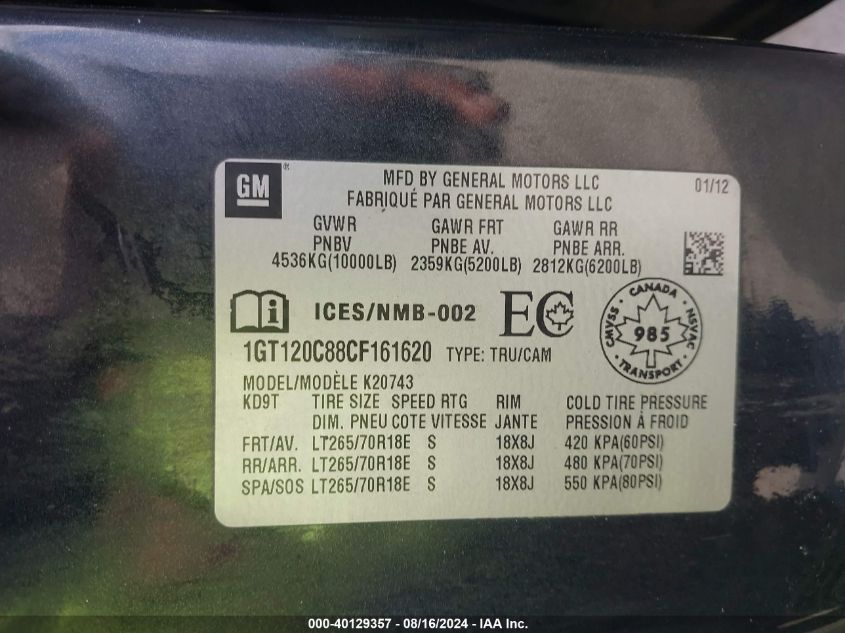 GM®
MFD BY GENERAL MOTORS LLC 01/12
FABRIQUÉ PAR GENERAL MOTORS LLC
GVWR GAWR FRT GAWR RR
PNBV PNBE AV. PNBE ARR.
4536KG(10000LB) 2359KG(5200LB) 2812KG(6200LB)
i ICES/NMB-002 EC
CANADA
CMVSS 985 NSVAC
TRANSPORT
1GT120C88CF161620 TYPE: TRU/CAM
MODEL/MODÈLE K20743
KD9T TIRE SIZE SPEED RTG RIM COLD TIRE PRESSURE
DIM. PNEU COTE VITESSE JANTE PRESSION À FROID
FRT/AV. LT265/70R18E S 18X8J 420 KPA(60PSI)
RR/ARR. LT265/70R18E S 18X8J 480 KPA(70PSI)
SPA/SOS LT265/70R18E S 18X8J 550 KPA(80PSI)
000-40129357 - 08/16/2024 - IAA Inc.